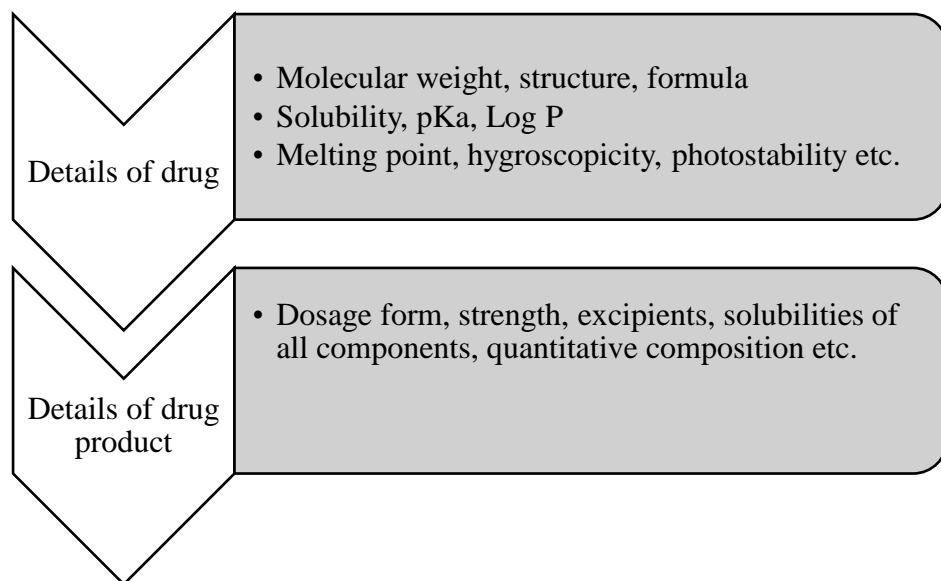 Details of drug
• Molecular weight, structure, formula
• Solubility, pKa, Log P
• Melting point, hygroscopicity, photostability etc.
Details of drug
product
• Dosage form, strength, excipients, solubilities of
all components, quantitative composition etc.